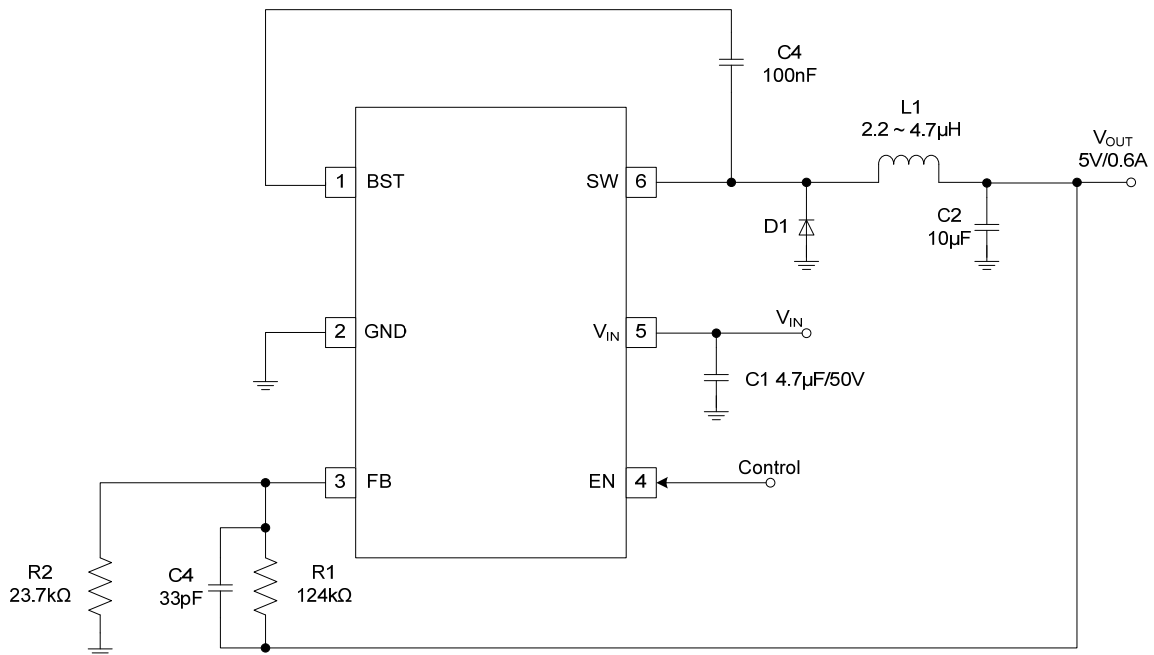 C4
100nF
L1
2.2 ~ 4.7µH
VOUT
5V/0.6A
1 BST
SW 6
D1
C2
10µF
2 GND
VIN 5
VIN
C1 4.7µF/50V
3 FB
EN 4
Control
R2
23.7kΩ
C4
33pF
R1
124kΩ